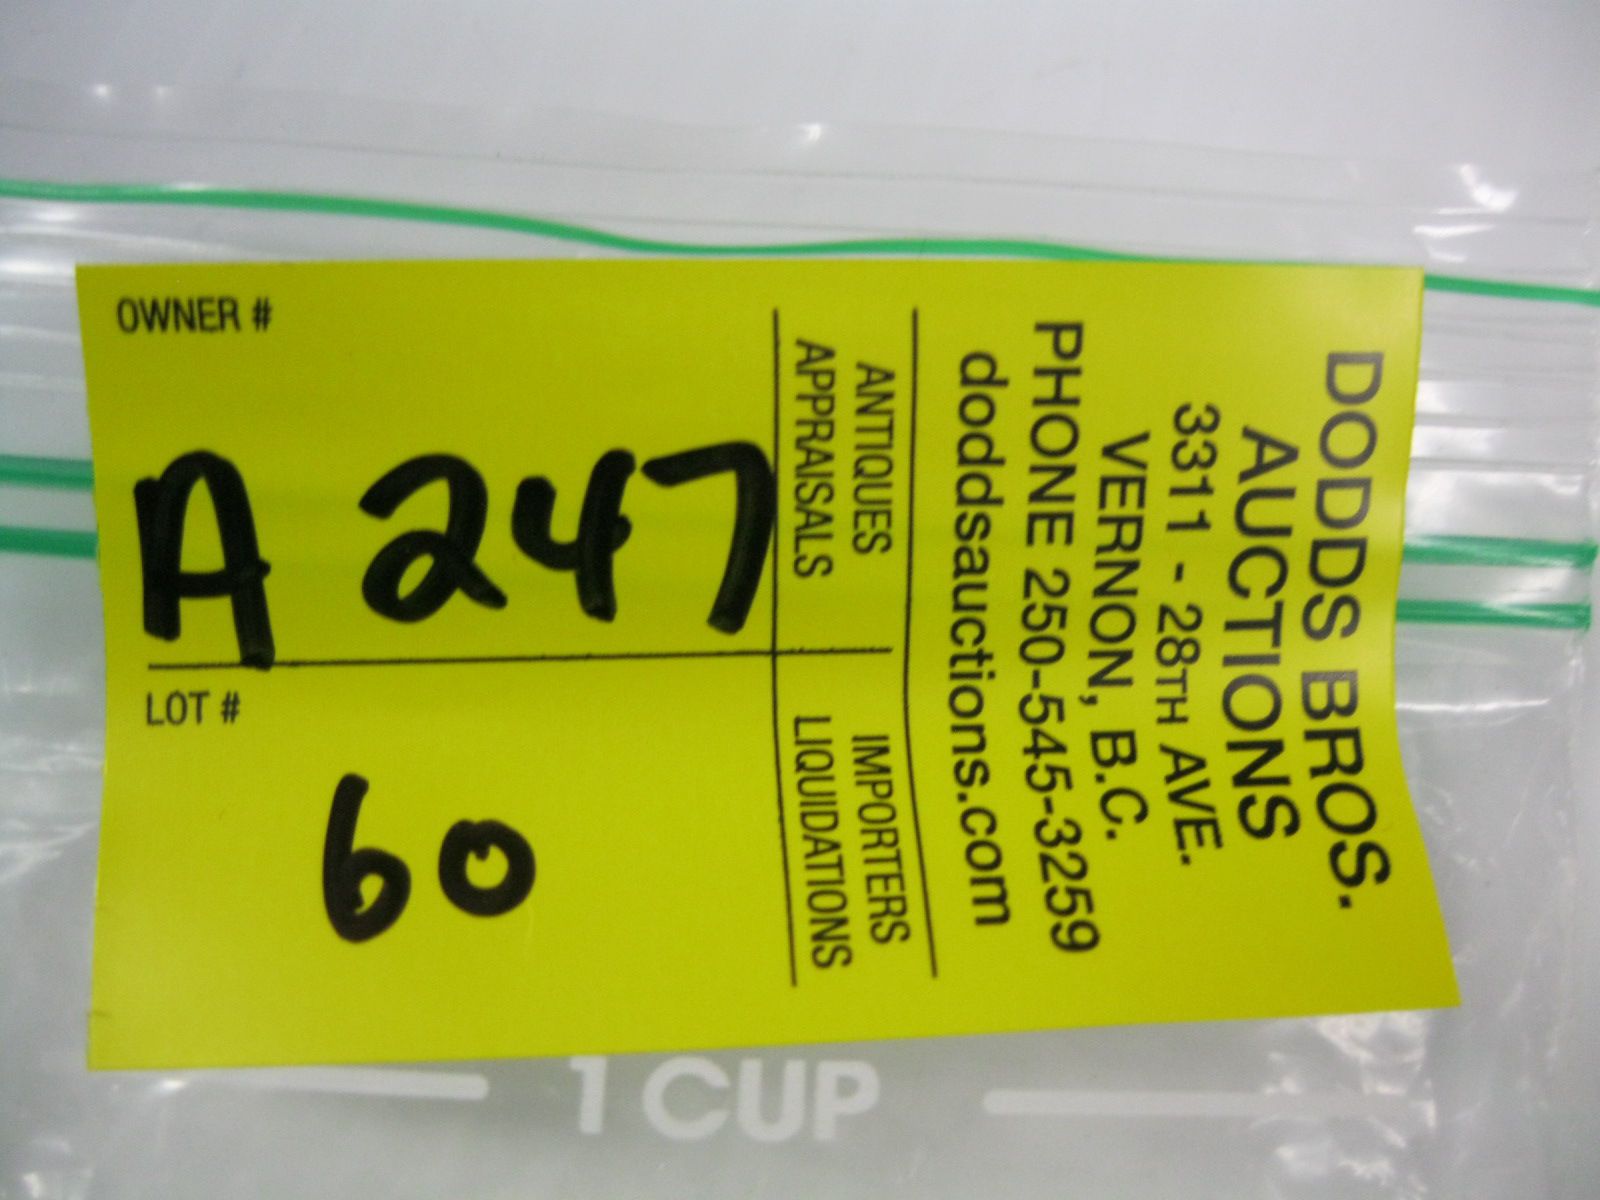 DODDS BROS.
AUCTIONS
3311 - 28TH AVE.
VERNON, B.C.
PHONE 250-545-3259
doddsauctions.com
ANTIQUES
APPRAISALS
IMPORTERS
LIQUIDATIONS
OWNER #
A 247
LOT #
60
1 CUP